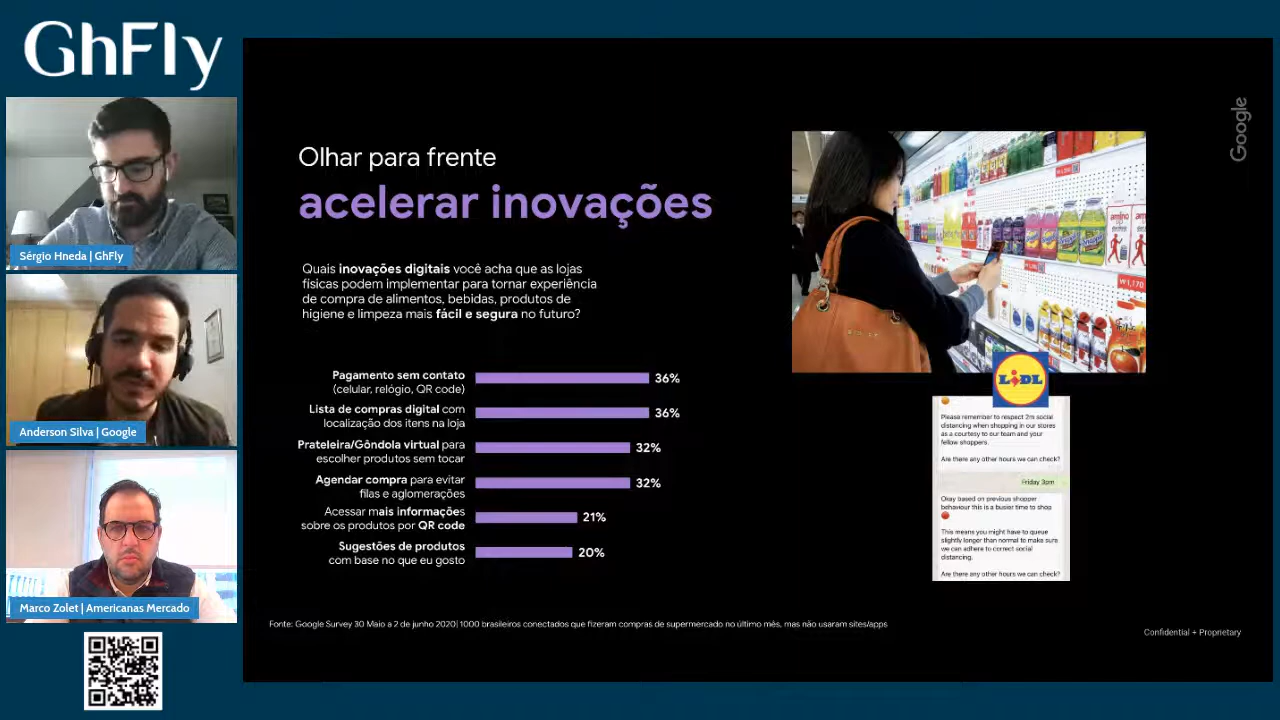 GhFly
Sérgio Hneda | GhFly
Anderson Silva | Google
Marco Zolet | Americanas Mercado
Google
Olhar para frente
acelerar inovações
Quais inovações digitais você acha que as lojas
físicas podem implementar para tornar experiência
de compra de alimentos, bebidas, produtos de
higiene e limpeza mais fácil e segura no futuro?
Pagamento sem contato
(celular, relógio, QR code)
36%
Lista de compras digital com
localização dos itens na loja
36%
Prateleira/Gôndola virtual para
escolher produtos sem tocar
32%
Agendar compra para evitar
filas e aglomerações
32%
Acessar mais informações
sobre os produtos por QR code
21%
Sugestões de produtos
com base no que eu gosto
20%
amino
₩1,170
LIDL
Please remember to respect 2m social
distancing when shopping in our stores
as a courtesy to our team and your
fellow shoppers.
Are there any other hours we can check?
Friday 3pm
Okay based on previous shopper
behaviour this is a busier time to shop
This means you might have to queue
slightly longer than normal to make sure
we can adhere to correct social
distancing.
Are there any other hours we can check?
Fonte: Google Survey 30 Maio a 2 de junho 2020| 1000 brasileiros conectados que fizeram compras de supermercado no último mês, mas não usaram sites/apps
Confidential + Proprietary